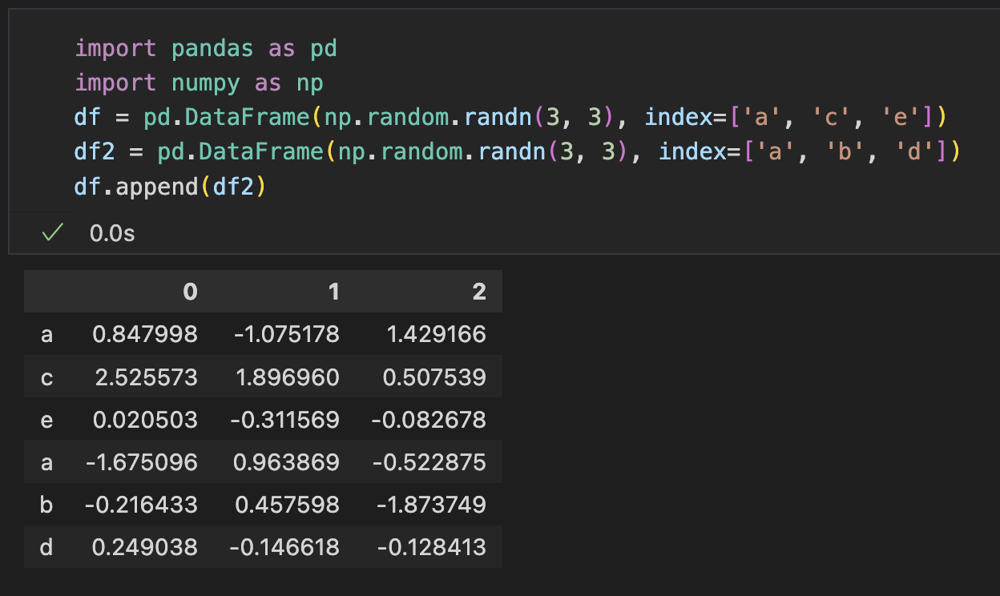 import pandas as pd
import numpy as np
df = pd.DataFrame(np.random.randn(3, 3), index=['a', 'c', 'e'])
df2 = pd.DataFrame(np.random.randn(3, 3), index=['a', 'b', 'd'])
df.append(df2)
0.0s
0 1 2
a 0.847998 -1.075178 1.429166
c 2.525573 1.896960 0.507539
e 0.020503 -0.311569 -0.082678
a -1.675096 0.963869 -0.522875
b -0.216433 0.457598 -1.873749
d 0.249038 -0.146618 -0.128413